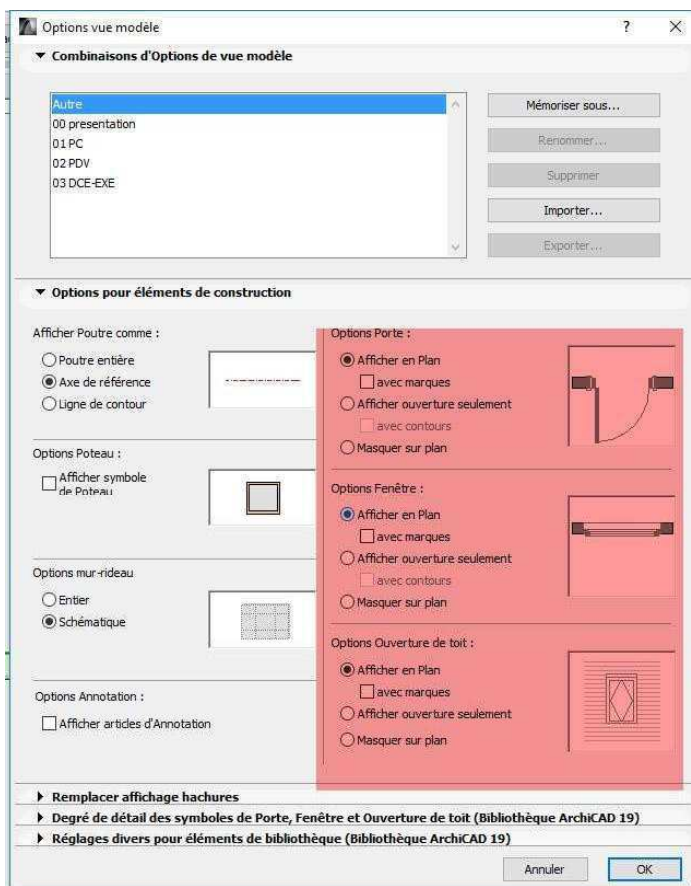 Options vue modèle
?
Combinaisons d'Options de vue modèle
Autre
00 presentation
01 PC
02 PDV
03 DCE-EXE
Mémoriser sous...
Renommer...
Supprimer
Importer...
Exporter...
Options pour éléments de construction
Afficher Poutre comme :
Poutre entière
Axe de référence
Ligne de contour
Options Poteau :
Afficher symbole
de Poteau
Options mur-rideau
Entier
Schématique
Options Annotation :
Afficher articles d'Annotation
Options Porte :
Afficher en Plan
avec marques
Afficher ouverture seulement
avec contours
Masquer sur plan
Options Fenêtre :
Afficher en Plan
avec marques
Afficher ouverture seulement
avec contours
Masquer sur plan
Options Ouverture de toit :
Afficher en Plan
avec marques
Afficher ouverture seulement
Masquer sur plan
Remplacer affichage hachures
Degré de détail des symboles de Porte, Fenêtre et Ouverture de toit (Bibliothèque ArchiCAD 19)
Réglages divers pour éléments de bibliothèque (Bibliothèque ArchiCAD 19)
Annuler
OK